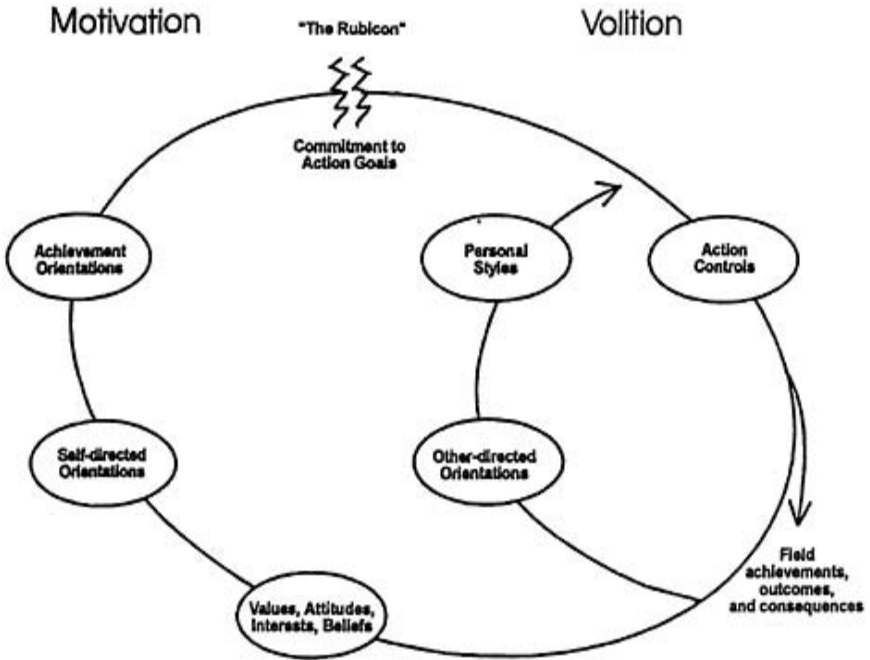 Motivation
"The Rubicon"
Volition
Commitment to
Action Goals
Achievement
Orientations
Personal
Styles
Action
Controls
Self-directed
Orientations
Other-directed
Orientations
Values, Attitudes,
Interests, Beliefs
Field
achievements,
outcomes,
and consequences